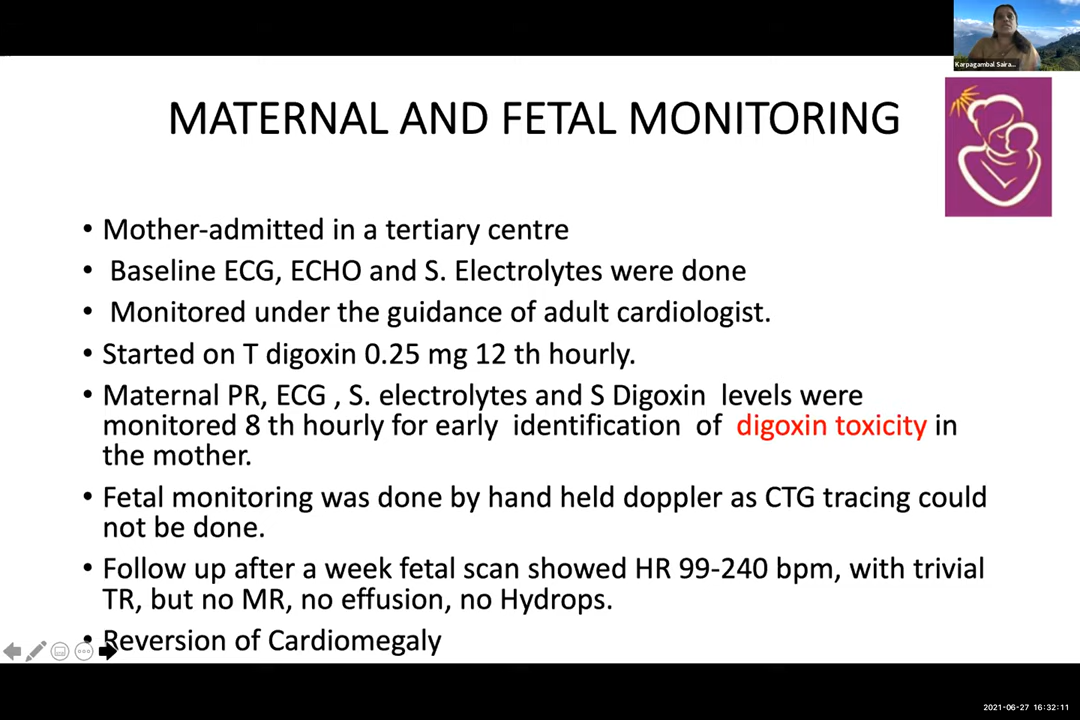 Karpagambal Saira...
MATERNAL AND FETAL MONITORING
• Mother-admitted in a tertiary centre
• Baseline ECG, ECHO and S. Electrolytes were done
• Monitored under the guidance of adult cardiologist.
• Started on T digoxin 0.25 mg 12 th hourly.
• Maternal PR, ECG , S. electrolytes and S Digoxin levels were
monitored 8 th hourly for early identification of digoxin toxicity in
the mother.
• Fetal monitoring was done by hand held doppler as CTG tracing could
not be done.
• Follow up after a week fetal scan showed HR 99-240 bpm, with trivial
TR, but no MR, no effusion, no Hydrops.
• Reversion of Cardiomegaly
2021-06-27 16:32:11